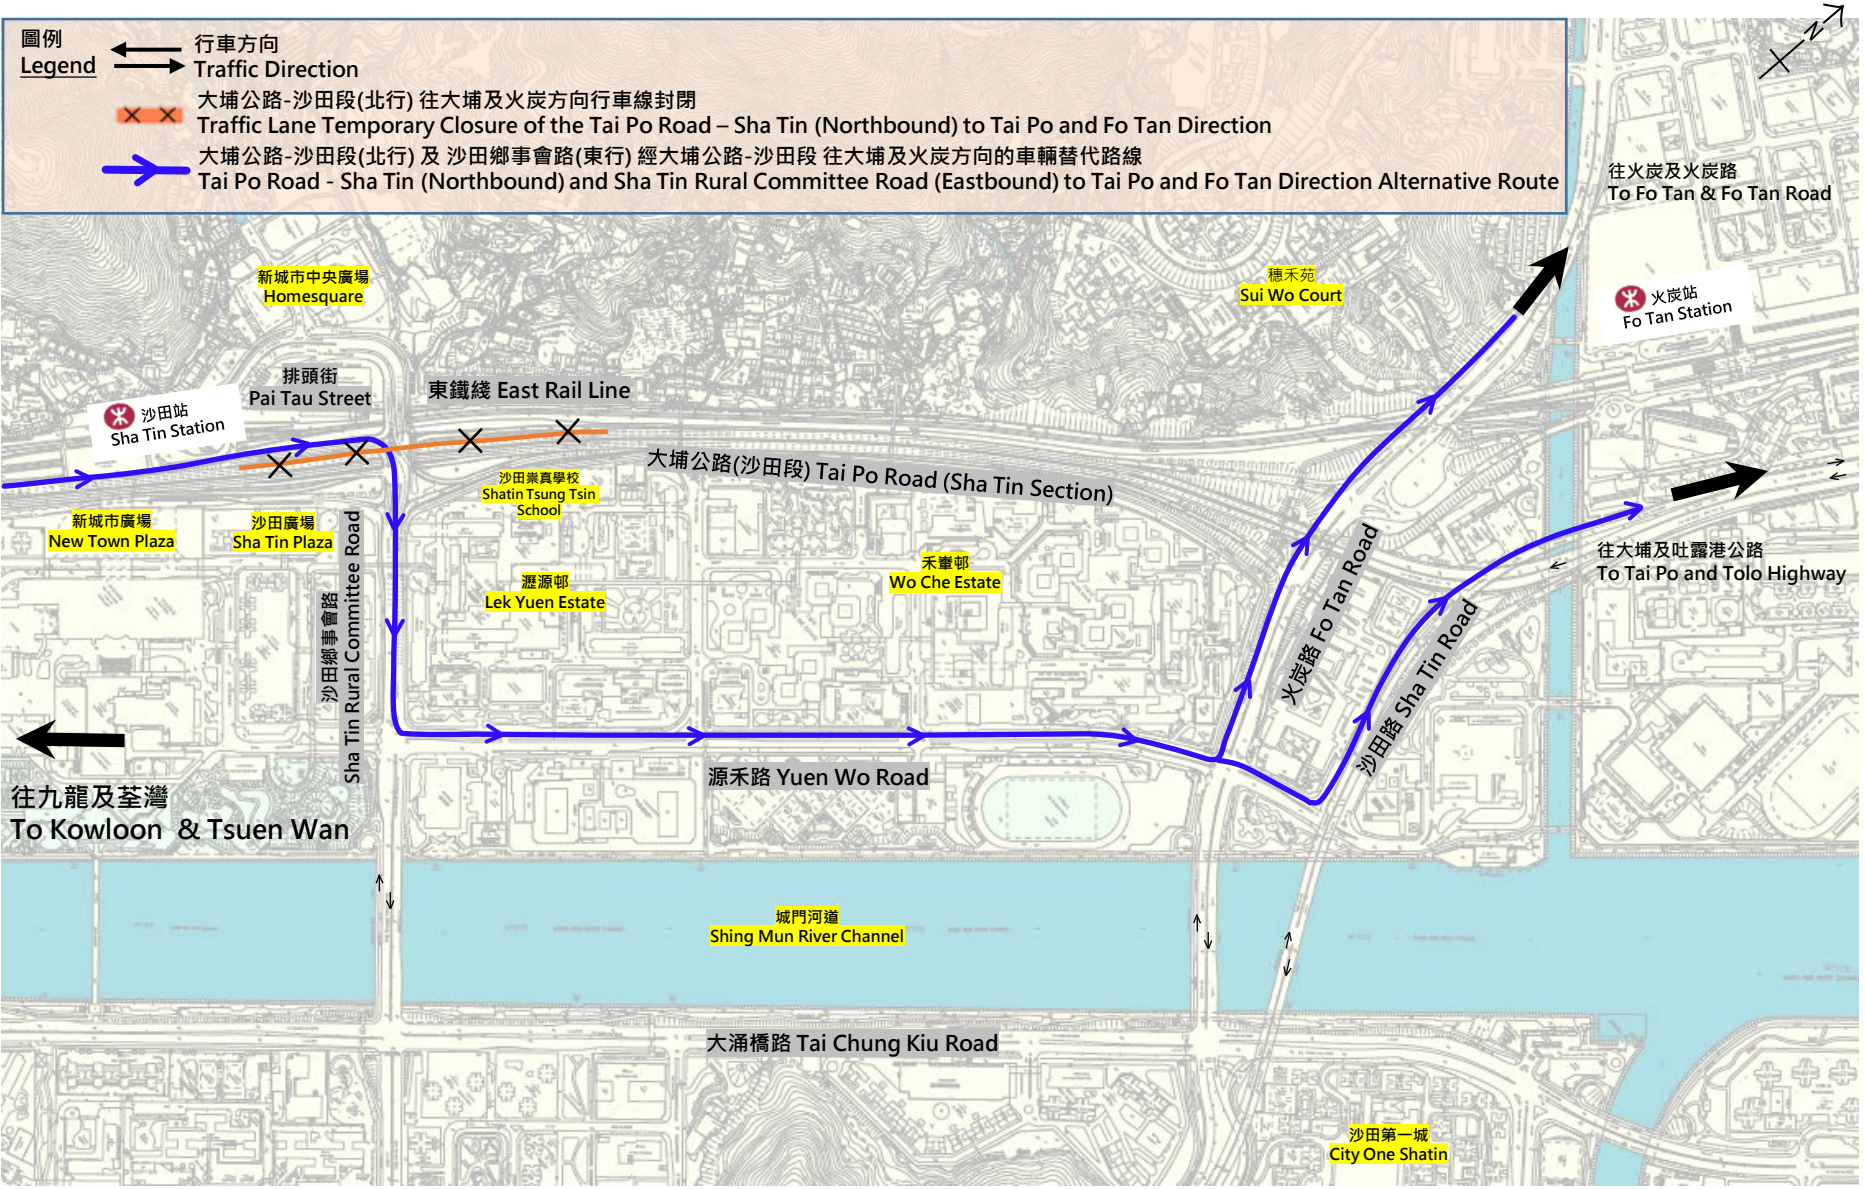 圖例
Legend
行車方向
Traffic Direction
大埔公路-沙田段(北行) 往大埔及火炭方向行車線封閉
Traffic Lane Temporary Closure of the Tai Po Road – Sha Tin (Northbound) to Tai Po and Fo Tan Direction
大埔公路-沙田段(北行) 及 沙田鄉事會路(東行) 經大埔公路-沙田段 往大埔及火炭方向的車輛替代路線
Tai Po Road - Sha Tin (Northbound) and Sha Tin Rural Committee Road (Eastbound) to Tai Po and Fo Tan Direction Alternative Route
N
往火炭及火炭路
To Fo Tan & Fo Tan Road
新城市中央廣場
Homesquare
穗禾苑
Sui Wo Court
火炭站
Fo Tan Station
排頭街
Pai Tau Street
東鐵綫 East Rail Line
沙田站
Sha Tin Station
大埔公路(沙田段) Tai Po Road (Sha Tin Section)
沙田崇真學校
Shatin Tsung Tsin
School
新城市廣場
New Town Plaza
沙田廣場
Sha Tin Plaza
沙田鄉事會路
Sha Tin Rural Committee Road
瀝源邨
Lek Yuen Estate
禾輋邨
Wo Che Estate
火炭路 Fo Tan Road
沙田路 Sha Tin Road
往大埔及吐露港公路
To Tai Po and Tolo Highway
往九龍及荃灣
To Kowloon & Tsuen Wan
源禾路 Yuen Wo Road
城門河道
Shing Mun River Channel
大涌橋路 Tai Chung Kiu Road
沙田第一城
City One Shatin